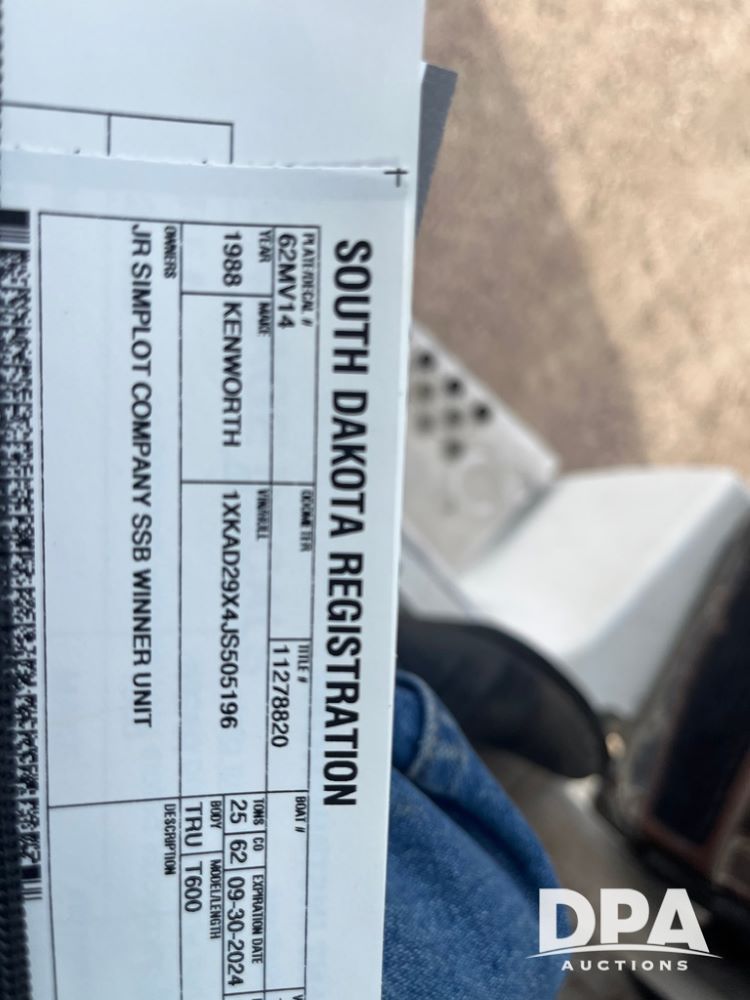 SOUTH DAKOTA REGISTRATION
PLATE/DECAL # ODOMETER TITLE # BOAT #
62MV14 11278820
YEAR MAKE VIN/HULL TONS CO EXPIRATION DATE
1988 KENWORTH 1XKAD29X4JS505196 25 62 09-30-2024
BODY MODEL/LENGTH
TRU T600
OWNERS DESCRIPTION
JR SIMPLOT COMPANY SSB WINNER UNIT
DPA
AUCTIONS